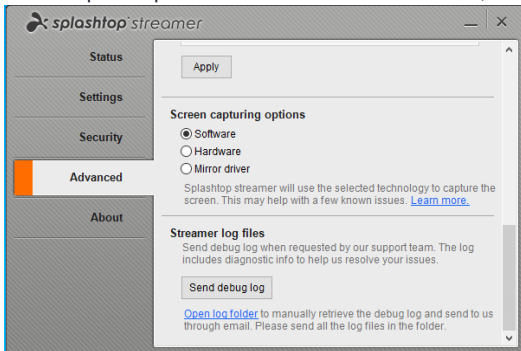 splashtop streamer
Status
Settings
Security
Advanced
About
Apply
Screen capturing options
Software
Hardware
Mirror driver
Splashtop streamer will use the selected technology to capture the
screen. This may help with a few known issues. Learn more.
Streamer log files
Send debug log when requested by our support team. The log
includes diagnostic info to help us resolve your issues.
Send debug log
Open log folder to manually retrieve the debug log and send to us
through email. Please send all the log files in the folder.